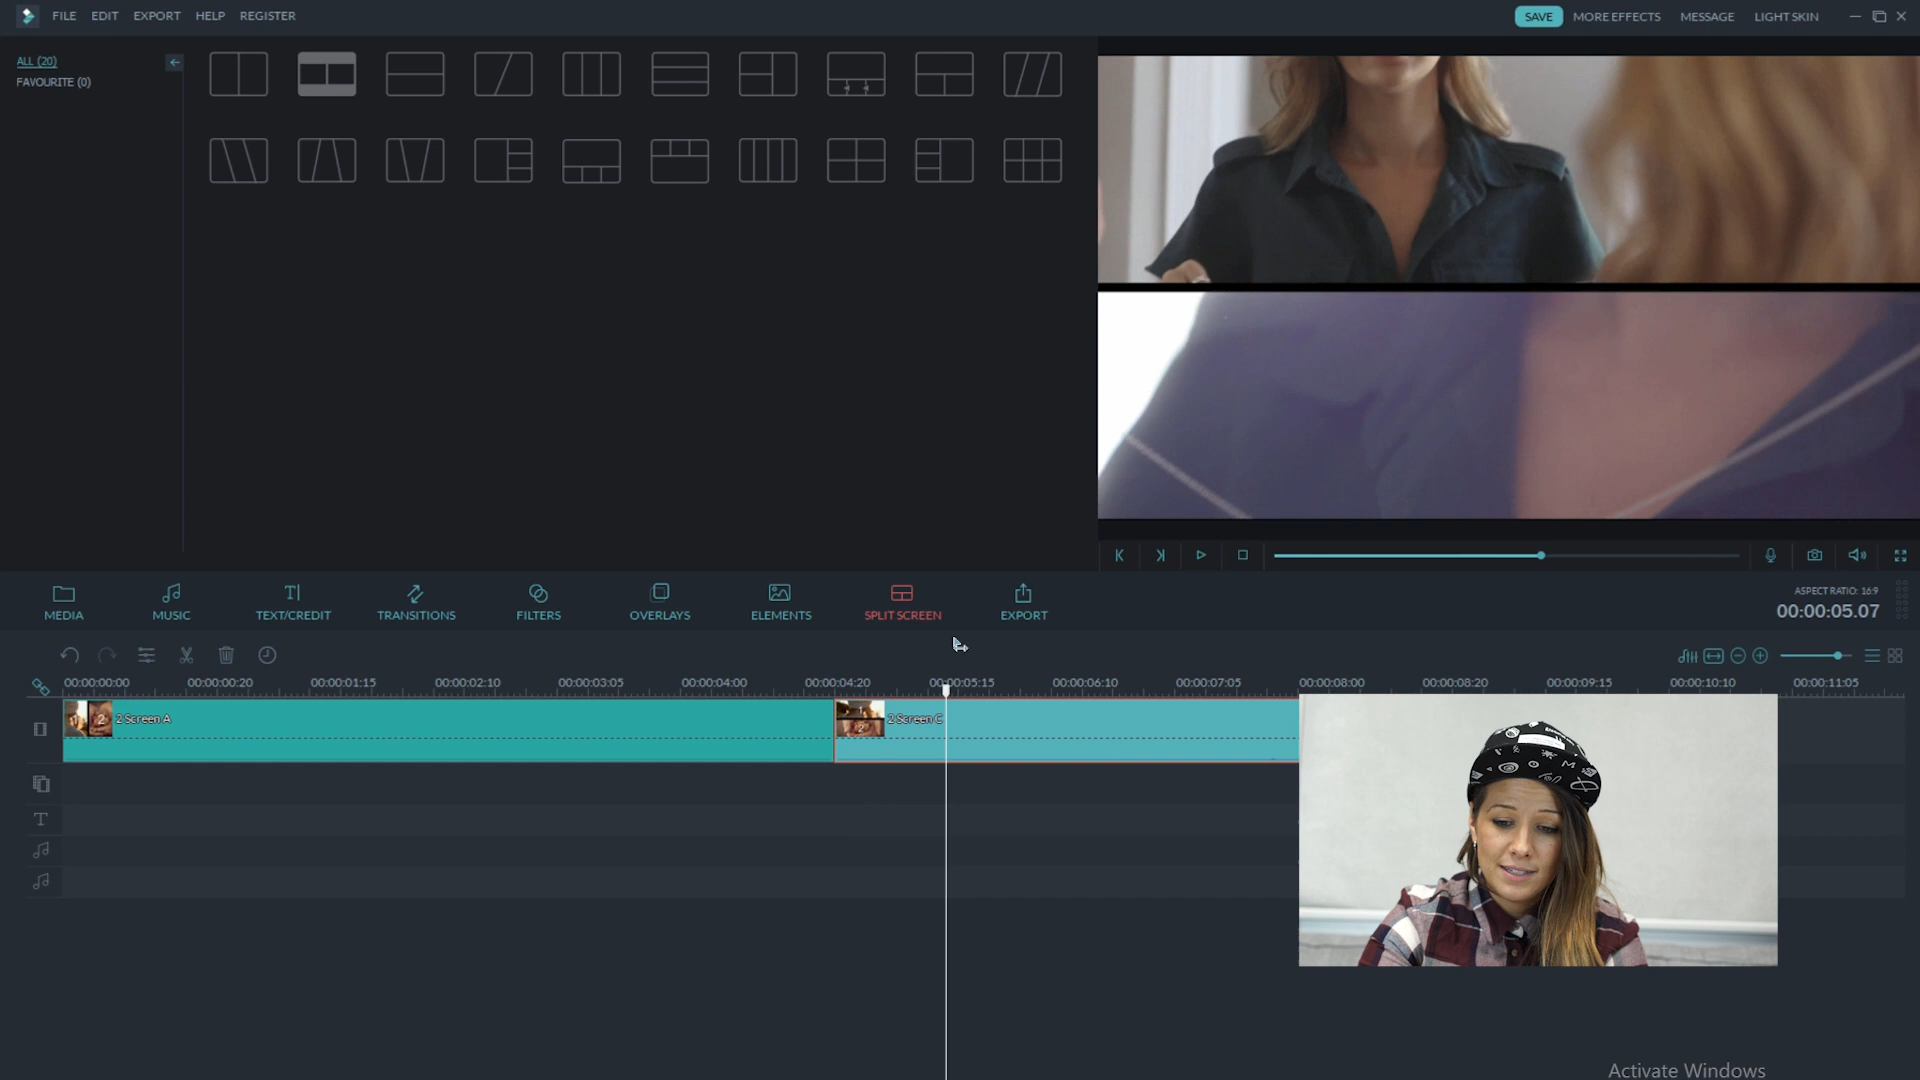 FILE EDIT EXPORT HELP REGISTER
SAVE MORE EFFECTS MESSAGE LIGHT SKIN
ALL (20)
FAVOURITE (0)
MEDIA MUSIC TEXT/CREDIT TRANSITIONS FILTERS OVERLAYS ELEMENTS SPLIT SCREEN EXPORT
ASPECT RATIO: 16:9
00:00:05.07
00:00:00:00 00:00:00:20 00:00:01:15 00:00:02:10 00:00:03:05 00:00:04:00 00:00:04:20 00:00:05:15 00:00:06:10 00:00:07:05 00:00:08:00 00:00:08:20 00:00:09:15 00:00:10:10 00:00:11:05
2 2 Screen A
2 2 Screen C
Activate Windows